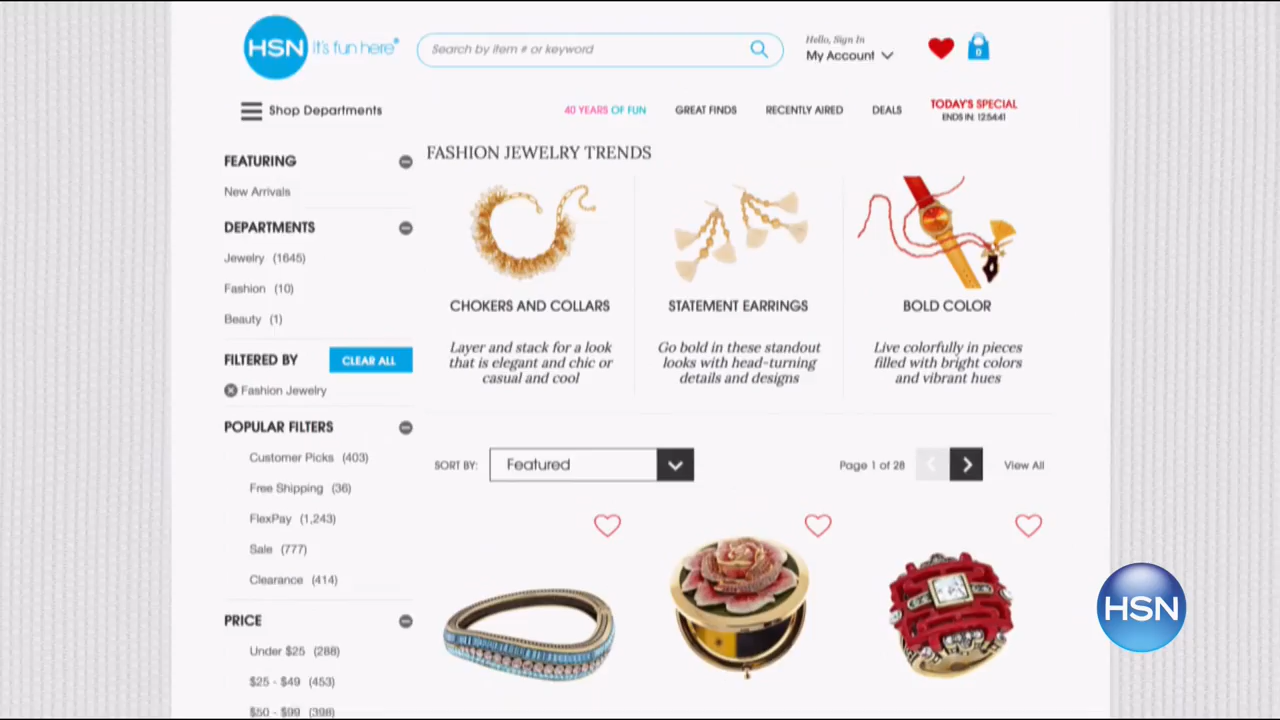 HSN it's fun here
Search by item # or keyword
Hello, Sign In
My Account
0
Shop Departments
40 YEARS OF FUN
GREAT FINDS
RECENTLY AIRED
DEALS
TODAY'S SPECIAL
ENDS IN: 12:54:41
FEATURING
New Arrivals
DEPARTMENTS
Jewelry (1645)
Fashion (10)
Beauty (1)
FILTERED BY
CLEAR ALL
Fashion Jewelry
POPULAR FILTERS
Customer Picks (403)
Free Shipping (36)
FlexPay (1,243)
Sale (777)
Clearance (414)
PRICE
Under $25 (288)
$25 - $49 (453)
$50 - $99 (398)
FASHION JEWELRY TRENDS
CHOKERS AND COLLARS
Layer and stack for a look
that is elegant and chic or
casual and cool
STATEMENT EARRINGS
Go bold in these standout
looks with head-turning
details and designs
BOLD COLOR
Live colorfully in pieces
filled with bright colors
and vibrant hues
SORT BY:
Featured
Page 1 of 28
View All
HSN